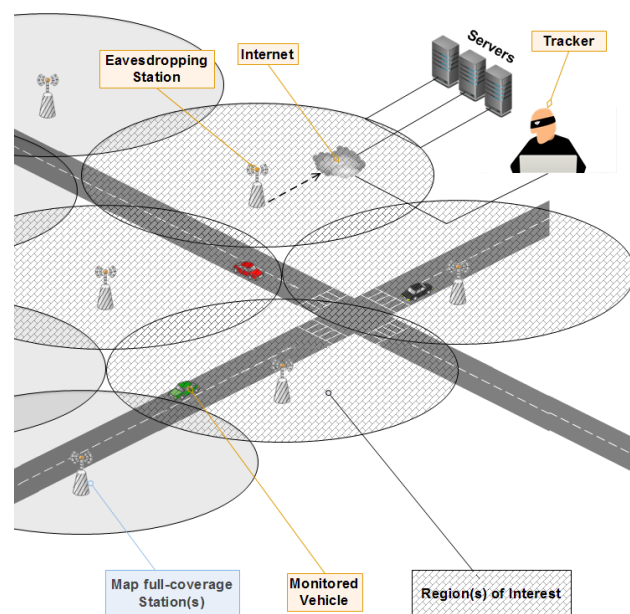 Servers
Tracker
Internet
Eavesdropping
Station
Map full-coverage
Station(s)
Monitored
Vehicle
Region(s) of Interest